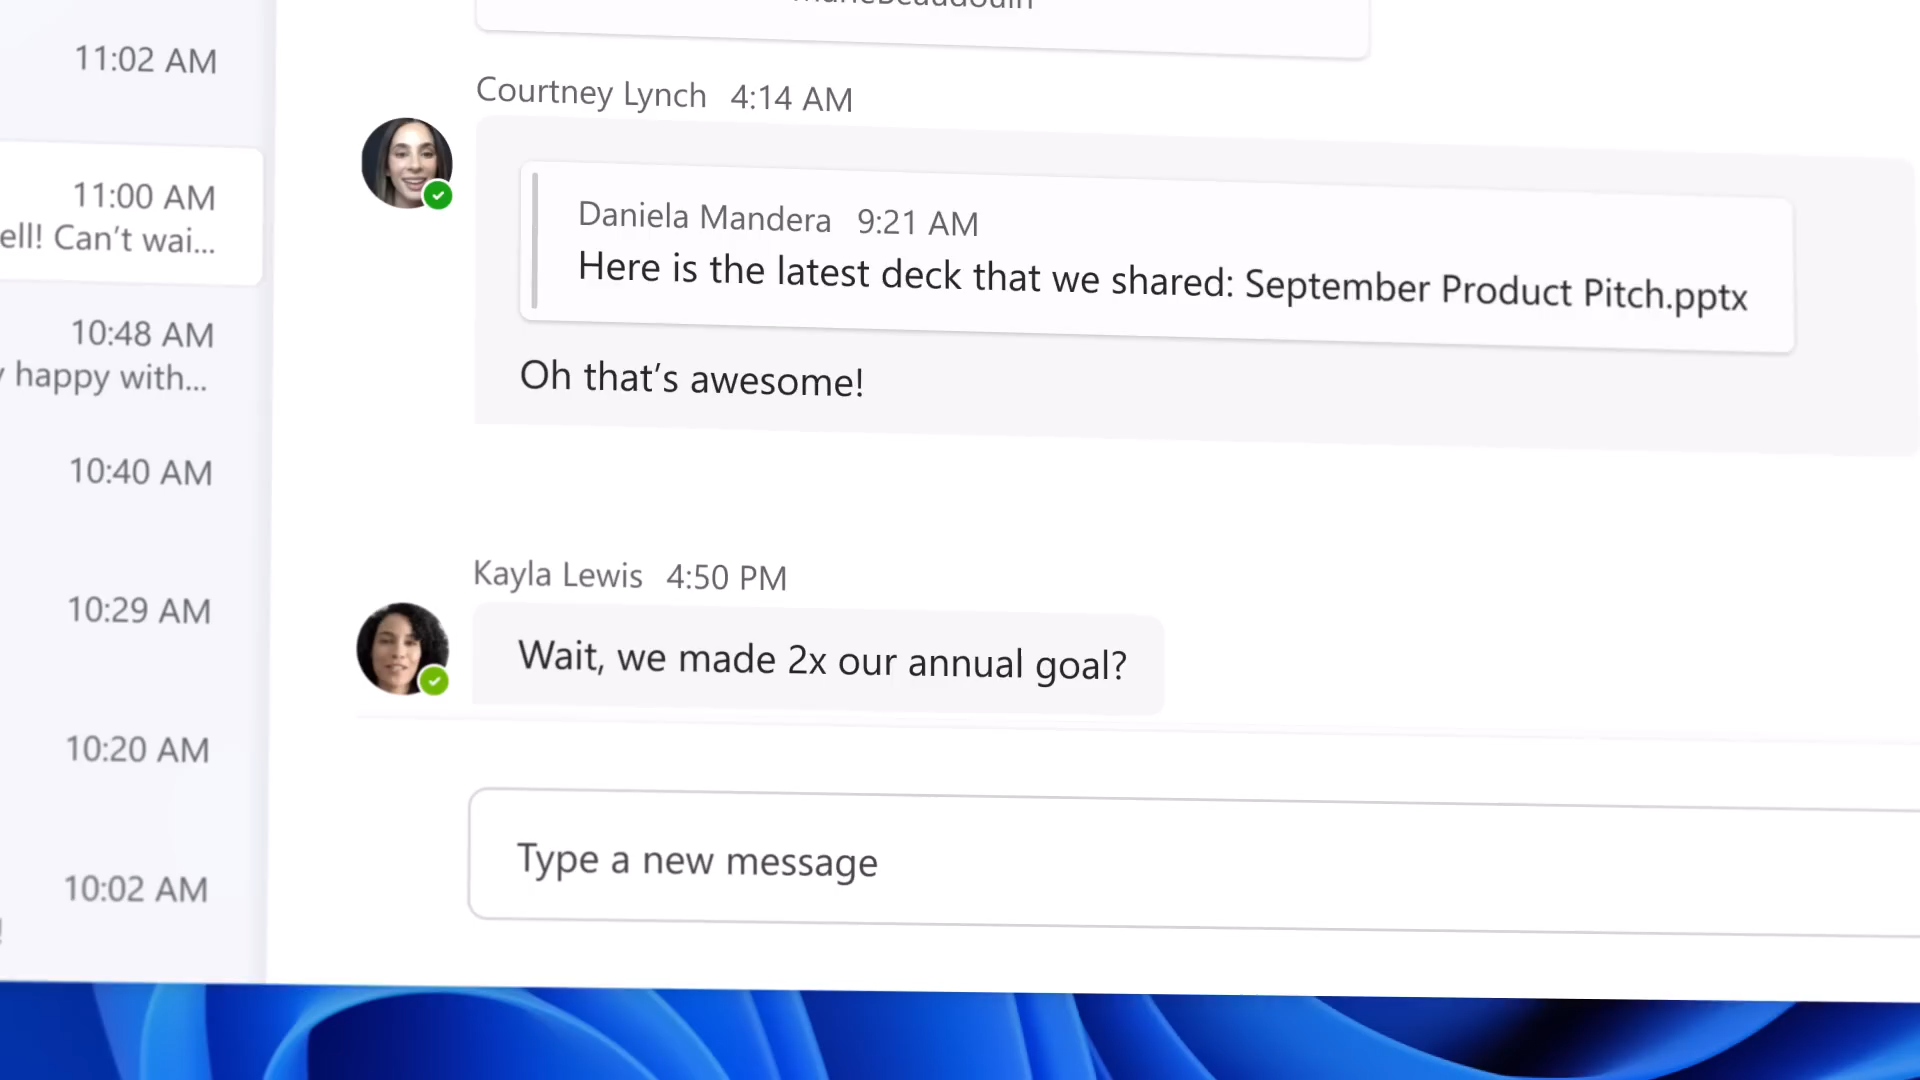 11:02 AM
11:00 AM
ell! Can’t wai...
10:48 AM
happy with...
10:40 AM
10:29 AM
10:20 AM
10:02 AM
Courtney Lynch 4:14 AM
Daniela Mandera 9:21 AM
Here is the latest deck that we shared: September Product Pitch.pptx
Oh that’s awesome!
Kayla Lewis 4:50 PM
Wait, we made 2x our annual goal?
Type a new message